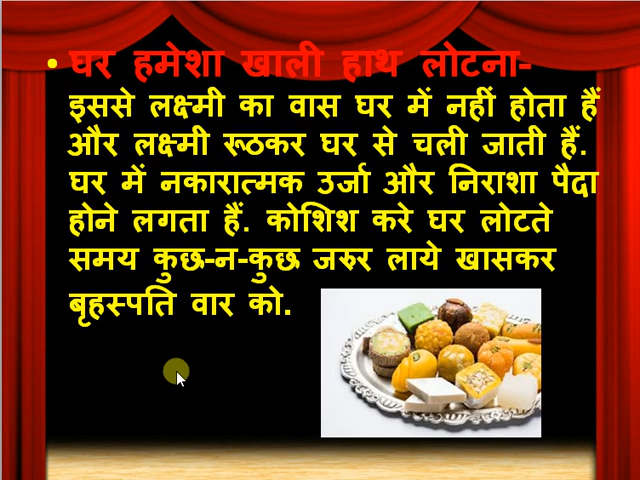 घर हमेशा खाली हाथ लोटना-
इससे लक्ष्मी का वास घर में नहीं होता हैं
और लक्ष्मी रूठकर घर से चली जाती हैं.
घर में नकारात्मक उर्जा और निराशा पैदा
होने लगता हैं. कोशिश करे घर लोटते
समय कुछ-न-कुछ जरुर लाये खासकर
बृहस्पति वार को.